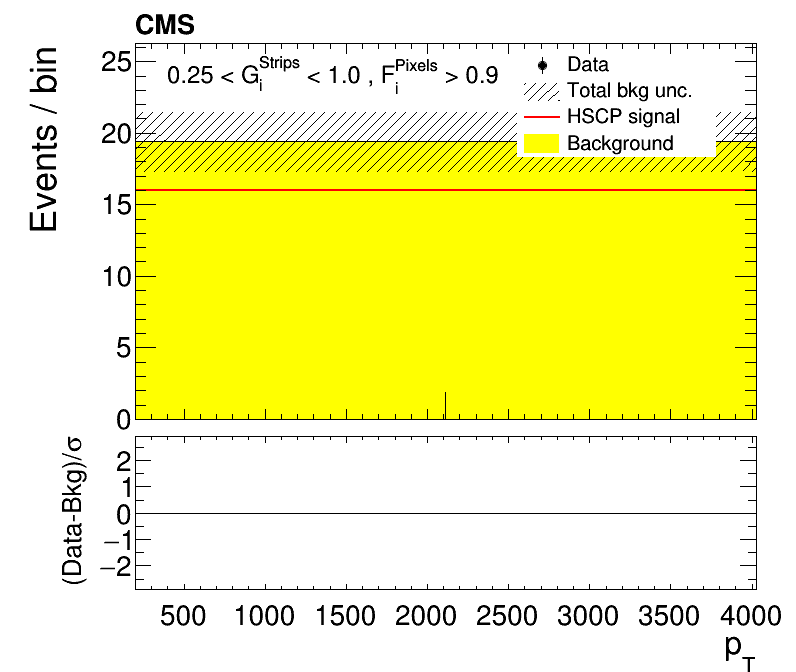 CMS
Events / bin
25
20
15
10
5
0
0.25 < G_i^Strips < 1.0 , F_i^Pixels > 0.9
Data
Total bkg unc.
HSCP signal
Background
(Data-Bkg)/σ
2
1
0
−1
−2
500 1000 1500 2000 2500 3000 3500 4000
p_T